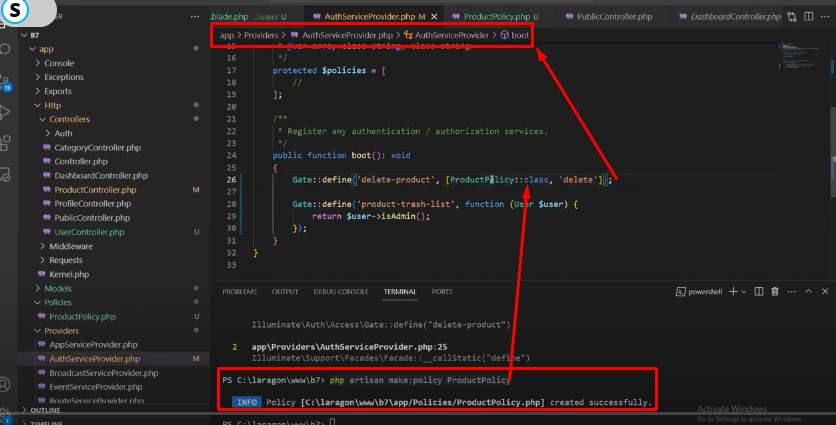 S
.blade.php ...\users U
AuthServiceProvider.php M
ProductPolicy.php U
PublicController.php
DashboardController.php
B7
app
Console
Exceptions
Exports
Http
Controllers
Auth
CategoryController.php
Controller.php
DashboardController.php
ProductController.php M
ProfileController.php
PublicController.php
UserController.php U
Middleware
Requests
Kernel.php
Models
Policies
ProductPolicy.php U
Providers
AppServiceProvider.php
AuthServiceProvider.php M
BroadcastServiceProvider.php
EventServiceProvider.php
RouteServiceProvider.php
OUTLINE
TIMELINE
15
1
app > Providers > AuthServiceProvider.php > AuthServiceProvider > boot
15 * @var array<class-string, class-string>
16 */
17 protected $policies = [
18 //
19 ];
20
21 /**
22 * Register any authentication / authorization services.
23 */
24 public function boot(): void
25 {
26 Gate::define('delete-product', [ProductPolicy::class, 'delete']);
27
28 Gate::define('product-trash-list', function (User $user) {
29 return $user->isAdmin();
30 });
31 }
32 }
33
PROBLEMS OUTPUT DEBUG CONSOLE TERMINAL PORTS
powershell
Illuminate\Auth\Access\Gate::define("delete-product")
2 app\Providers\AuthServiceProvider.php:25
Illuminate\Support\Facades\Facade::__callStatic("define")
PS C:\laragon\www\b7> php artisan make:policy ProductPolicy
INFO Policy [C:\laragon\www\b7\app/Policies/ProductPolicy.php] created successfully.
PS C:\laragon\www\b7>
Activate Windows
Go to Settings to activate Windows.